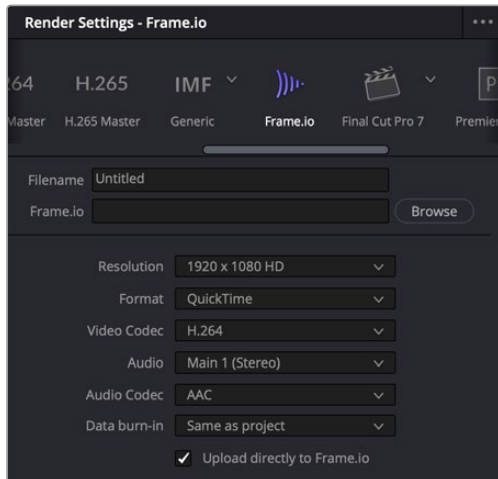 Render Settings - Frame.io
264 H.265 IMF
Master H.265 Master Generic Frame.io Final Cut Pro 7 Premier
Filename Untitled
Frame.io Browse
Resolution 1920 x 1080 HD
Format QuickTime
Video Codec H.264
Audio Main 1 (Stereo)
Audio Codec AAC
Data burn-in Same as project
Upload directly to Frame.io